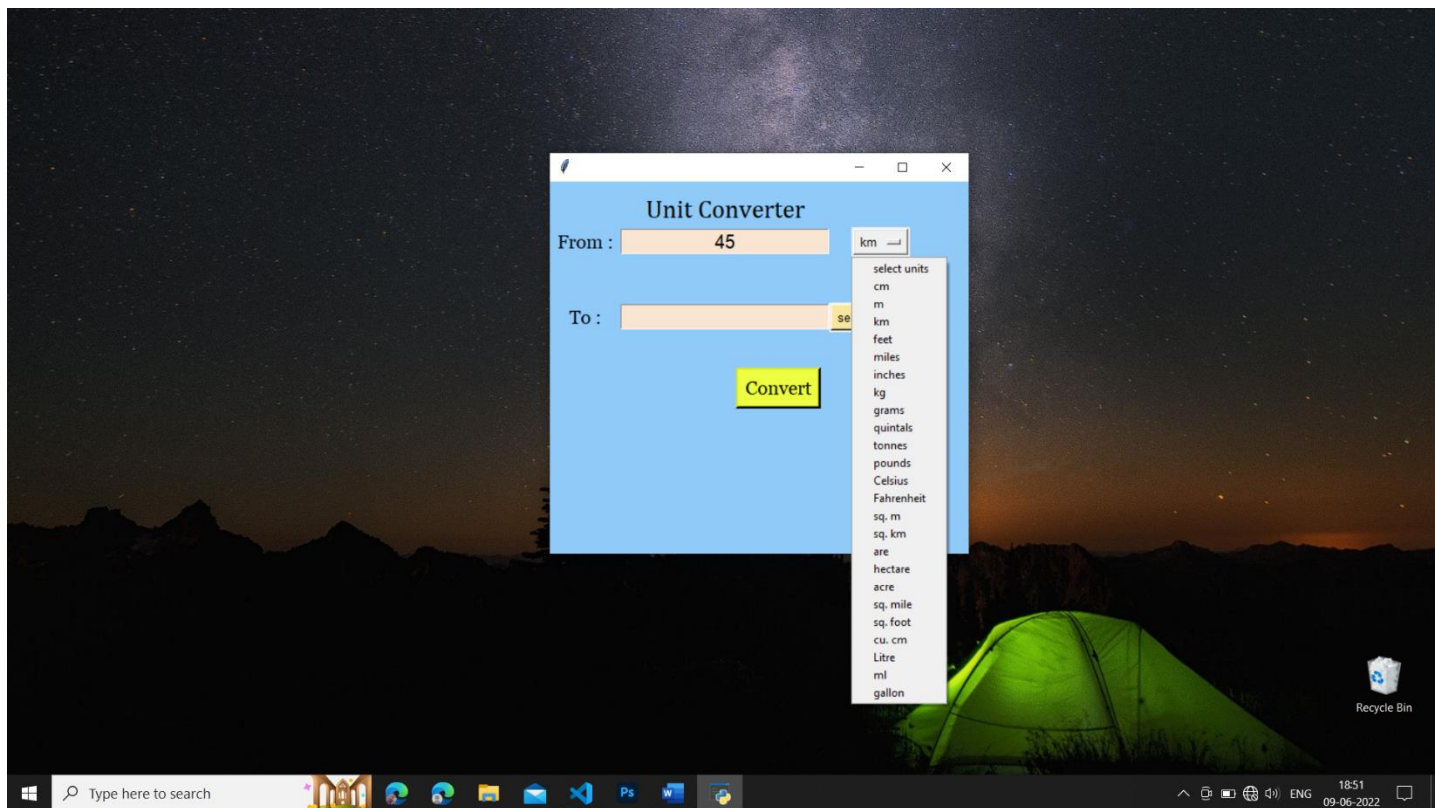 Unit Converter
From :
45
km
select units
cm
m
To :
se
km
feet
miles
inches
Convert
kg
grams
quintals
tonnes
pounds
Celsius
Fahrenheit
sq. m
sq. km
are
hectare
acre
sq. mile
sq. foot
cu. cm
Litre
ml
gallon
Recycle Bin
Type here to search
Ps
W
ENG
18:51
09-06-2022